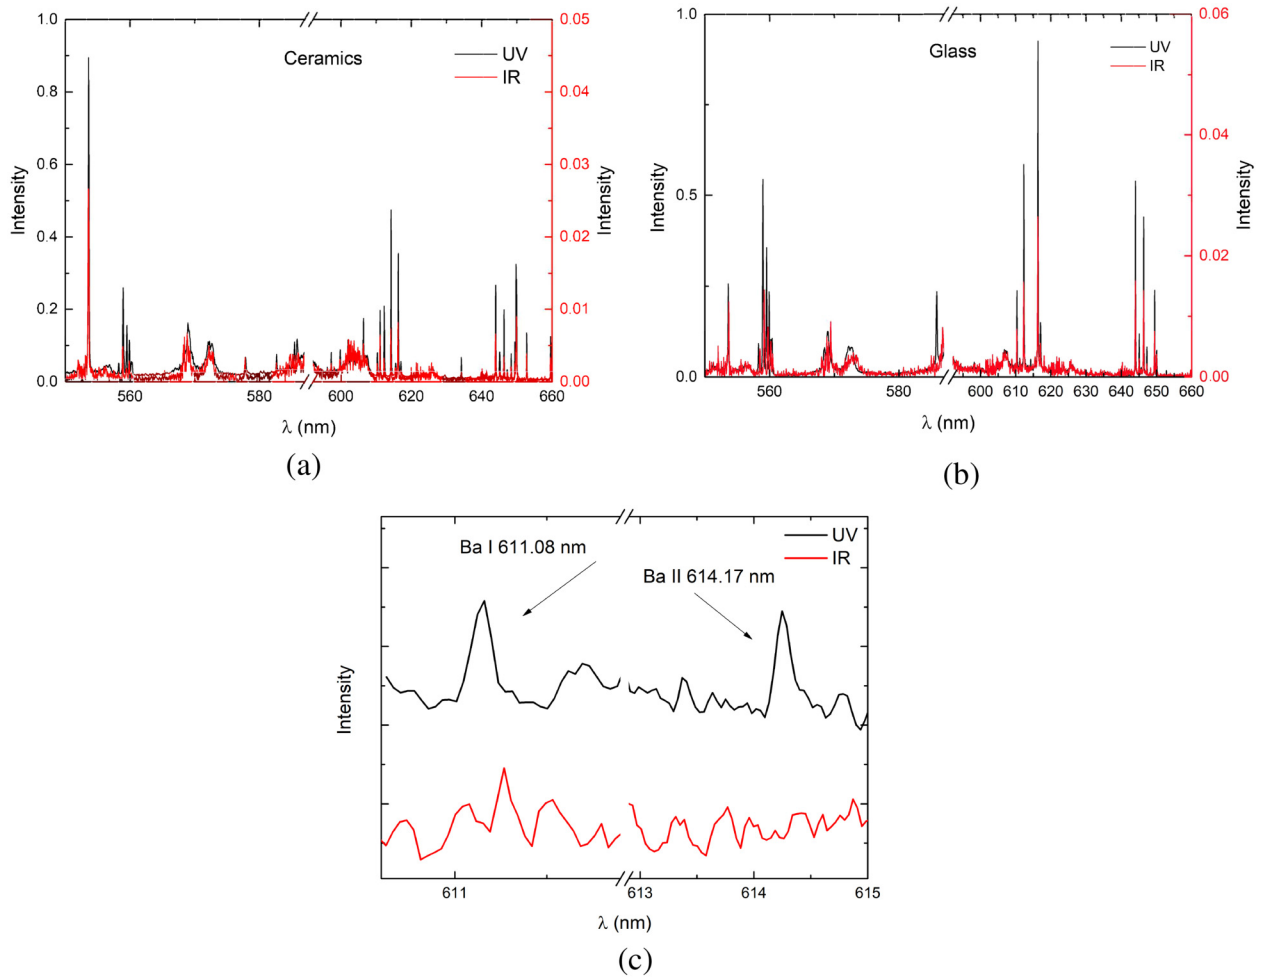 1.0
0.8
0.6
0.4
0.2
0.0
Intensity
Ceramics
UV
IR
0.05
0.04
0.03
0.02
0.01
0.00
Intensity
560
580
600
620
640
660
λ (nm)
(a)
1.0
0.5
0.0
Intensity
Glass
UV
IR
0.06
0.04
0.02
0.00
Intensity
560
580
600
610
620
630
640
650
660
λ (nm)
(b)
Intensity
Ba I 611.08 nm
Ba II 614.17 nm
UV
IR
611
613
614
615
λ (nm)
(c)